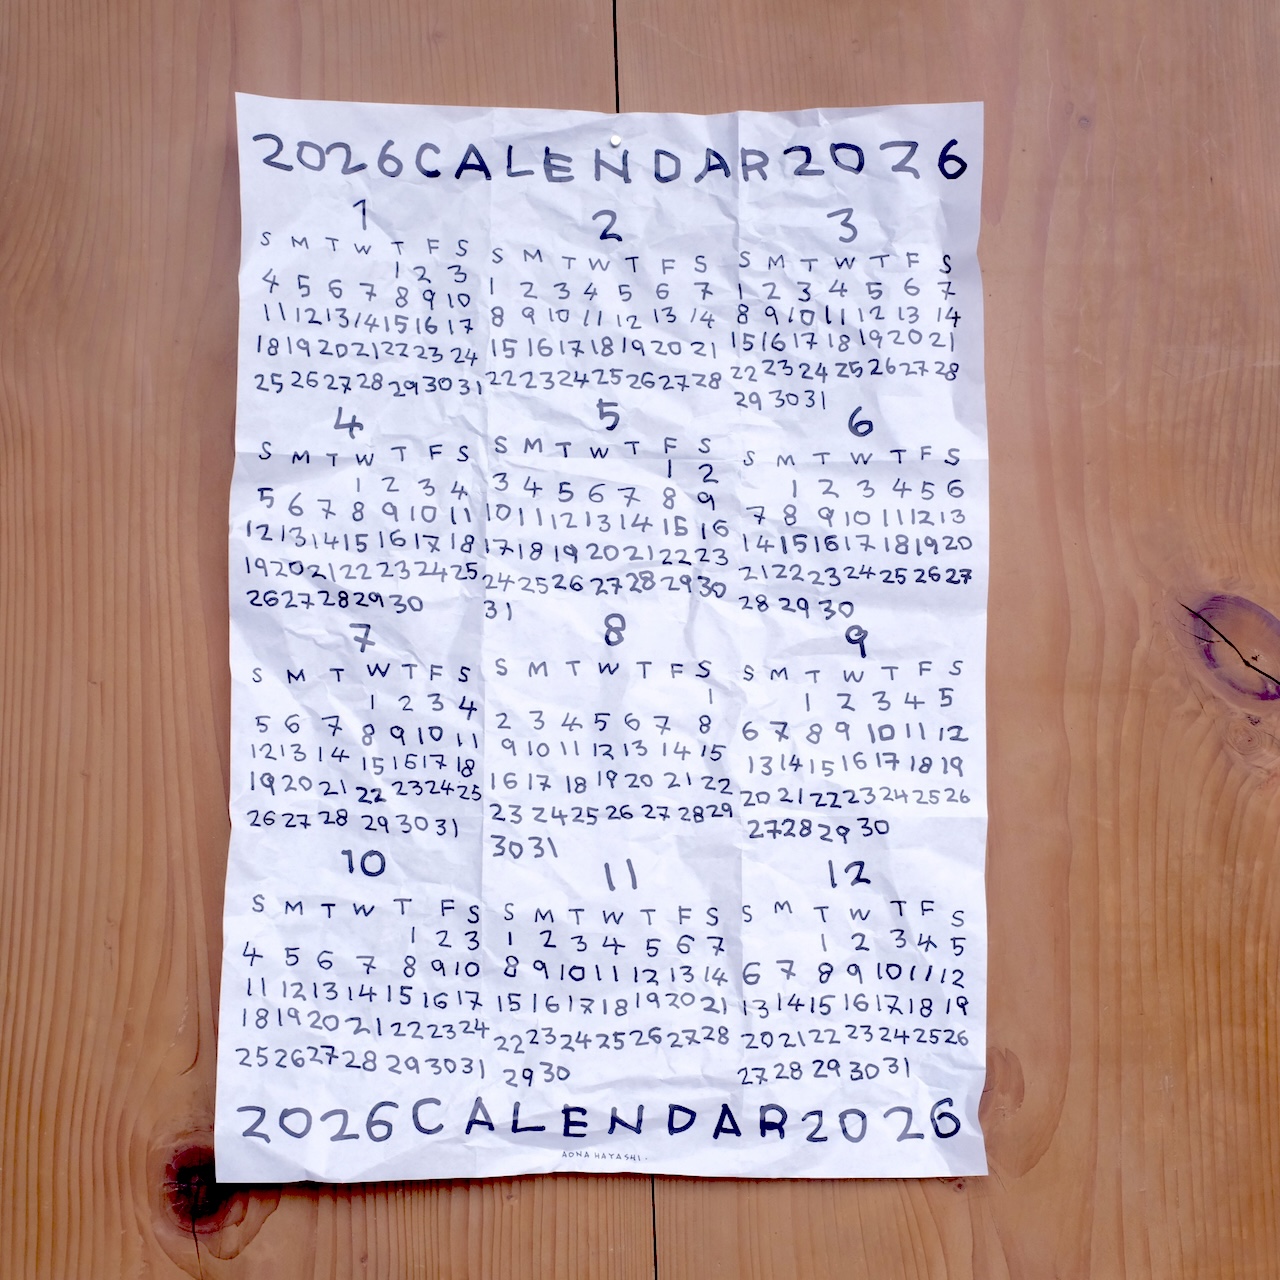 2026 CALENDAR 2026
1
S M T W T F S
1 2 3
4 5 6 7 8 9 10
11 12 13 14 15 16 17
18 19 20 21 22 23 24
25 26 27 28 29 30 31
2
S M T W T F S
1 2 3 4 5 6 7
8 9 10 11 12 13 14
15 16 17 18 19 20 21
22 23 24 25 26 27 28
3
S M T W T F S
1 2 3 4 5 6 7
8 9 10 11 12 13 14
15 16 17 18 19 20 21
22 23 24 25 26 27 28
29 30 31
4
S M T W T F S
1 2 3 4
5 6 7 8 9 10 11
12 13 14 15 16 17 18
19 20 21 22 23 24 25
26 27 28 29 30
5
S M T W T F S
1 2
3 4 5 6 7 8 9
10 11 12 13 14 15 16
17 18 19 20 21 22 23
24 25 26 27 28 29 30
31
6
S M T W T F S
1 2 3 4 5 6
7 8 9 10 11 12 13
14 15 16 17 18 19 20
21 22 23 24 25 26 27
28 29 30
7
S M T W T F S
1 2 3 4
5 6 7 8 9 10 11
12 13 14 15 16 17 18
19 20 21 22 23 24 25
26 27 28 29 30 31
8
S M T W T F S
1
2 3 4 5 6 7 8
9 10 11 12 13 14 15
16 17 18 19 20 21 22
23 24 25 26 27 28 29
30 31
9
S M T W T F S
1 2 3 4 5
6 7 8 9 10 11 12
13 14 15 16 17 18 19
20 21 22 23 24 25 26
27 28 29 30
10
S M T W T F S
1 2 3
4 5 6 7 8 9 10
11 12 13 14 15 16 17
18 19 20 21 22 23 24
25 26 27 28 29 30 31
11
S M T W T F S
1 2 3 4 5 6 7
8 9 10 11 12 13 14
15 16 17 18 19 20 21
22 23 24 25 26 27 28
29 30
12
S M T W T F S
1 2 3 4 5
6 7 8 9 10 11 12
13 14 15 16 17 18 19
20 21 22 23 24 25 26
27 28 29 30 31
2026 CALENDAR 2026
AONA HAYASHI.